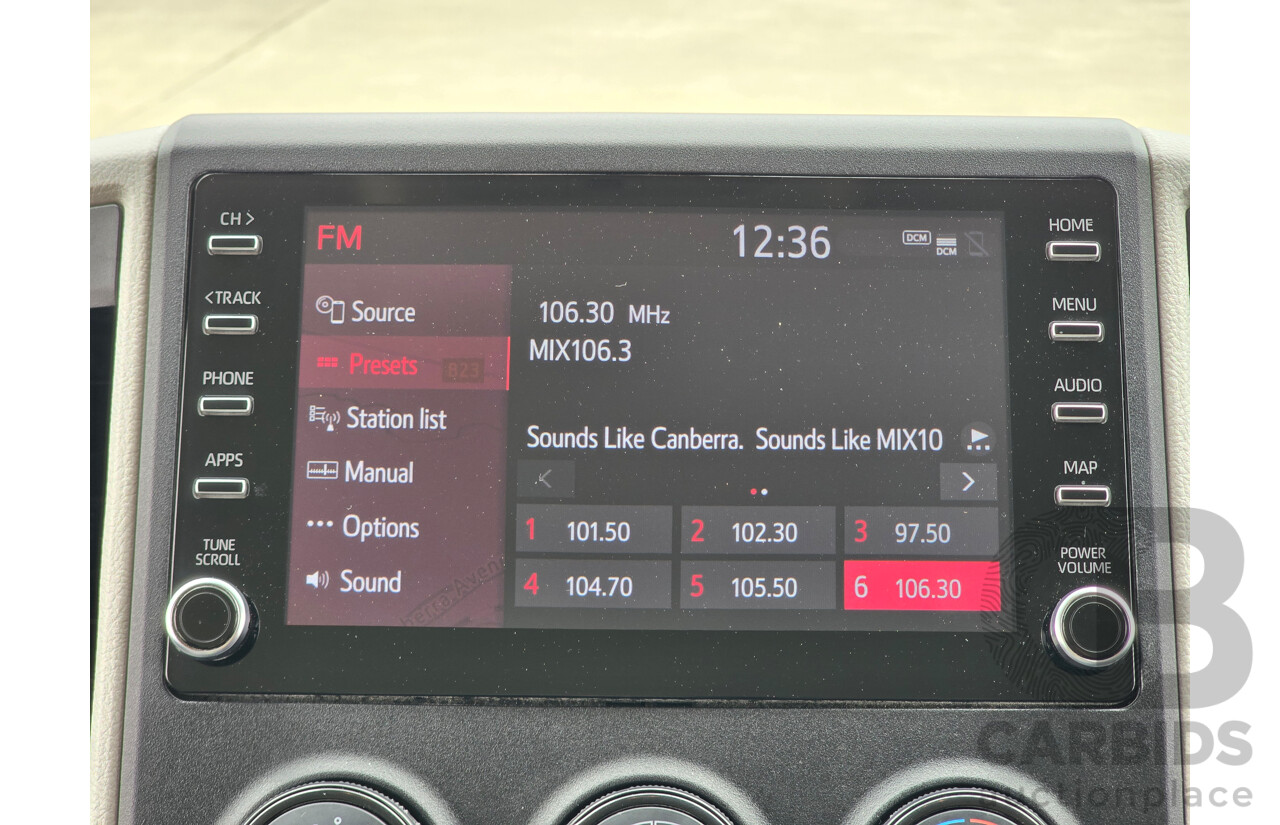 CH >
<TRACK
PHONE
APPS
TUNE
SCROLL
FM
12:36
DCM
DCM
Source
Presets
B23
Station list
Manual
Options
Sound
106.30 MHz
MIX106.3
Sounds Like Canberra. Sounds Like MIX10
1 101.50
2 102.30
3 97.50
4 104.70
5 105.50
6 106.30
HOME
MENU
AUDIO
MAP
POWER
VOLUME
CARBIDS
auctionplace